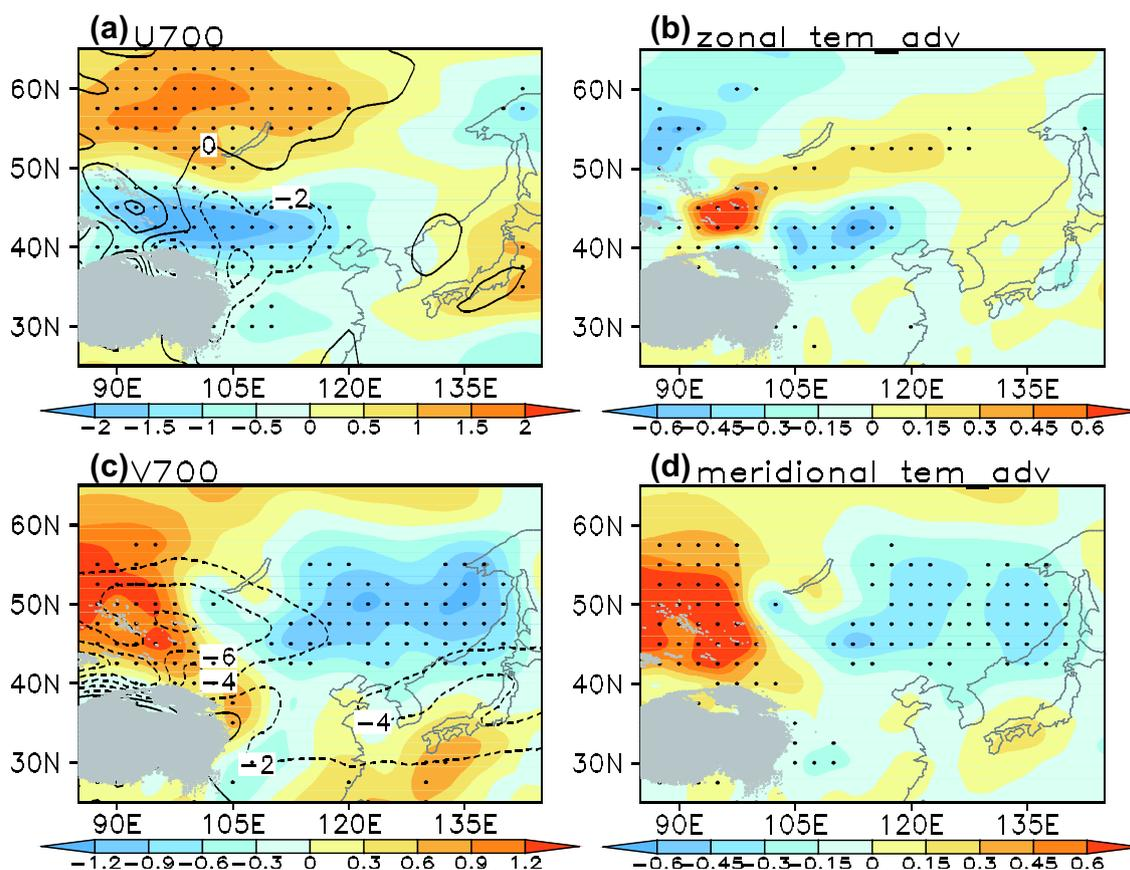 (a) U700
60N
50N
40N
30N
0
−2
90E 105E 120E 135E
−2 −1.5 −1 −0.5 0 0.5 1 1.5 2
(b) zonal tem_adv
60N
50N
40N
30N
90E 105E 120E 135E
−0.6 −0.45 −0.3 −0.15 0 0.15 0.3 0.45 0.6
(c) V700
60N
50N
40N
30N
−6
−4
−4
−2
90E 105E 120E 135E
−1.2 −0.9 −0.6 −0.3 0 0.3 0.6 0.9 1.2
(d) meridional tem_adv
60N
50N
40N
30N
90E 105E 120E 135E
−0.6 −0.45 −0.3 −0.15 0 0.15 0.3 0.45 0.6